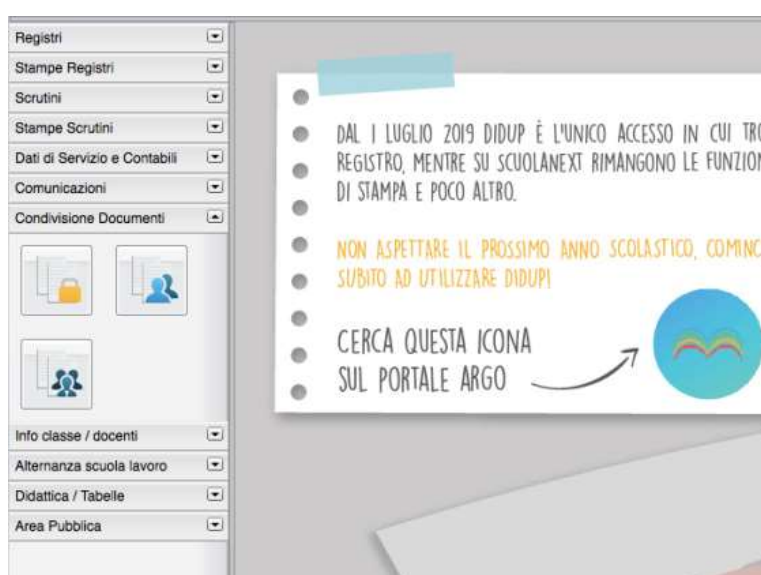 Registri
Stampe Registri
Scrutini
Stampe Scrutini
Dati di Servizio e Contabili
Comunicazioni
Condivisione Documenti
Info classe / docenti
Alternanza scuola lavoro
Didattica / Tabelle
Area Pubblica
DAL 1 LUGLIO 2019 DIDUP È L'UNICO ACCESSO IN CUI
REGISTRO, MENTRE SU SCUOLANEXT RIMANGONO LE
DI STAMPA E POCO ALTRO.
NON ASPETTARE IL PROSSIMO ANNO SCOLASTICO,
SUBITO AD UTILIZZARE DIDUP!
CERCA QUESTA ICONA
SUL PORTALE ARGO